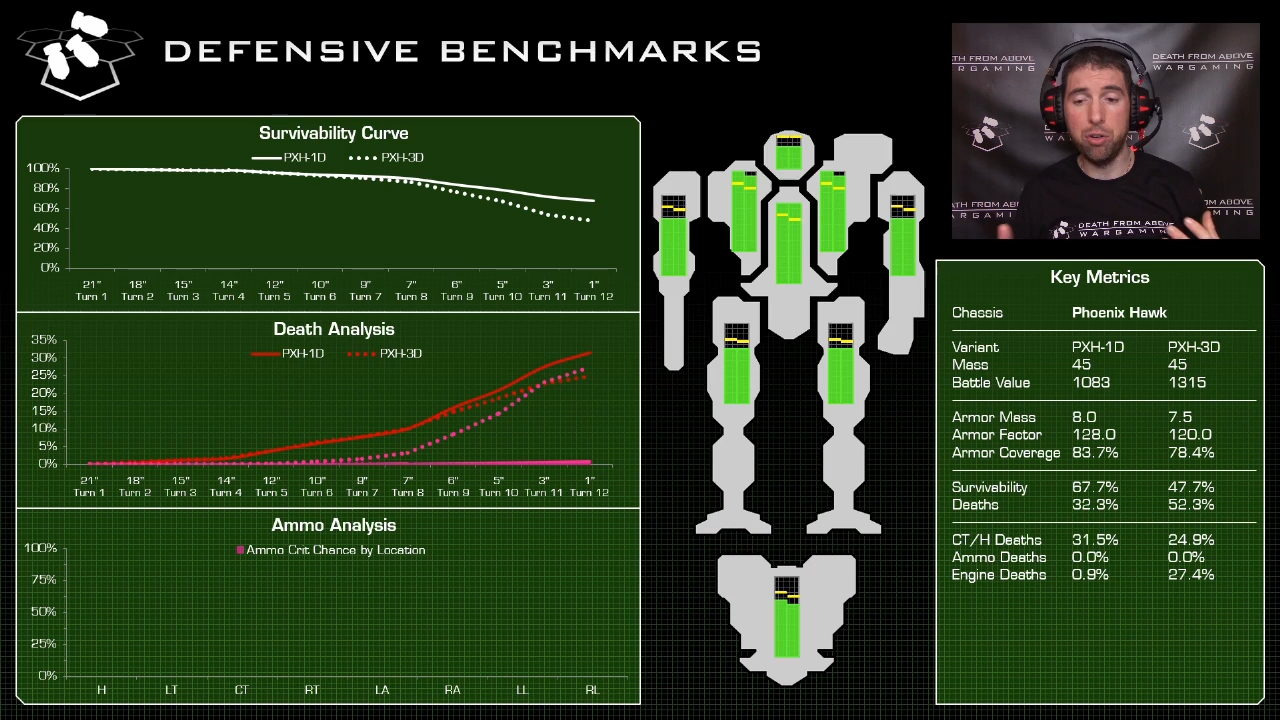 DEFENSIVE BENCHMARKS
Survivability Curve
PXH-1D PXH-3D
100%
80%
60%
40%
20%
0%
21" 18" 15" 14" 12" 10" 9" 7" 6" 5" 3" 1"
Turn 1 Turn 2 Turn 3 Turn 4 Turn 5 Turn 6 Turn 7 Turn 8 Turn 9 Turn 10 Turn 11 Turn 12
Death Analysis
PXH-1D PXH-3D
35%
30%
25%
20%
15%
10%
5%
0%
21" 18" 15" 14" 12" 10" 9" 7" 6" 5" 3" 1"
Turn 1 Turn 2 Turn 3 Turn 4 Turn 5 Turn 6 Turn 7 Turn 8 Turn 9 Turn 10 Turn 11 Turn 12
Ammo Analysis
Ammo Crit Chance by Location
100%
75%
50%
25%
0%
H LT CT RT LA RA LL RL
TH FROM ABOVE
ARGAMING
DEATH FROM ABOVE
WARGAMING
DEATH FROM ABOVE
WARGAMING
Key Metrics
Chassis Phoenix Hawk
Variant PXH-1D PXH-3D
Mass 45 45
Battle Value 1083 1315
Armor Mass 8.0 7.5
Armor Factor 128.0 120.0
Armor Coverage 83.7% 78.4%
Survivability 67.7% 47.7%
Deaths 32.3% 52.3%
CT/H Deaths 31.5% 24.9%
Ammo Deaths 0.0% 0.0%
Engine Deaths 0.9% 27.4%